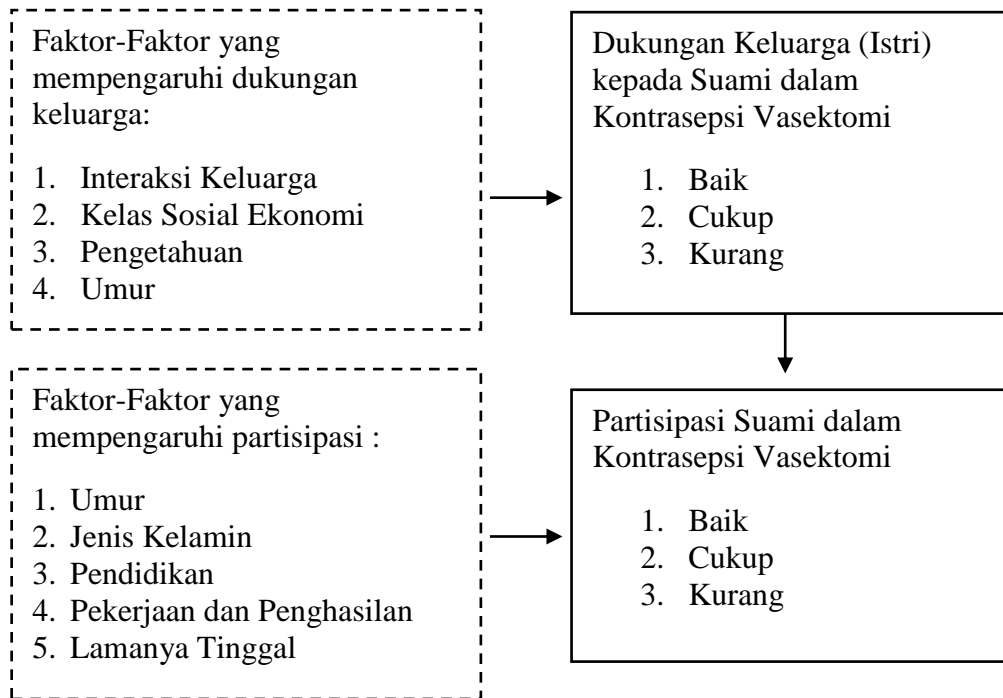 Faktor-Faktor yang
mempengaruhi dukungan
keluarga:
1. Interaksi Keluarga
2. Kelas Sosial Ekonomi
3. Pengetahuan
4. Umur
Dukungan Keluarga (Istri)
kepada Suami dalam
Kontrasepsi Vasektomi
1. Baik
2. Cukup
3. Kurang
Faktor-Faktor yang
mempengaruhi partisipasi :
1. Umur
2. Jenis Kelamin
3. Pendidikan
4. Pekerjaan dan Penghasilan
5. Lamanya Tinggal
Partisipasi Suami dalam
Kontrasepsi Vasektomi
1. Baik
2. Cukup
3. Kurang